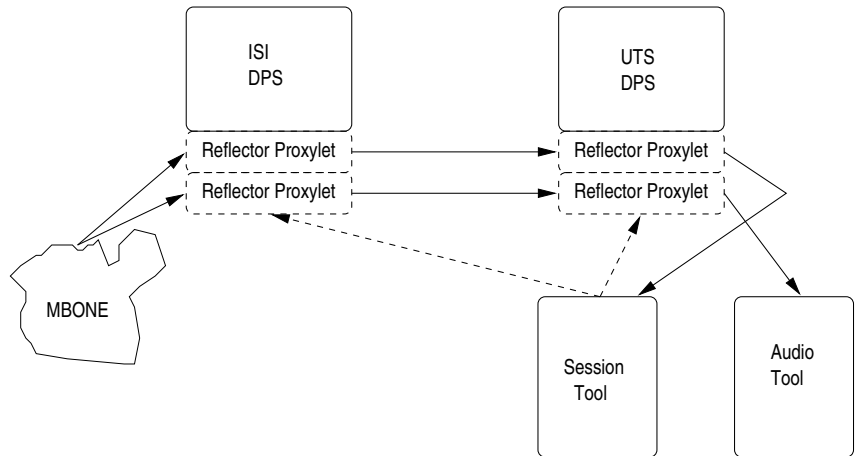 ISI
DPS
UTS
DPS
Reflector Proxylet
Reflector Proxylet
Reflector Proxylet
Reflector Proxylet
MBONE
Session
Tool
Audio
Tool